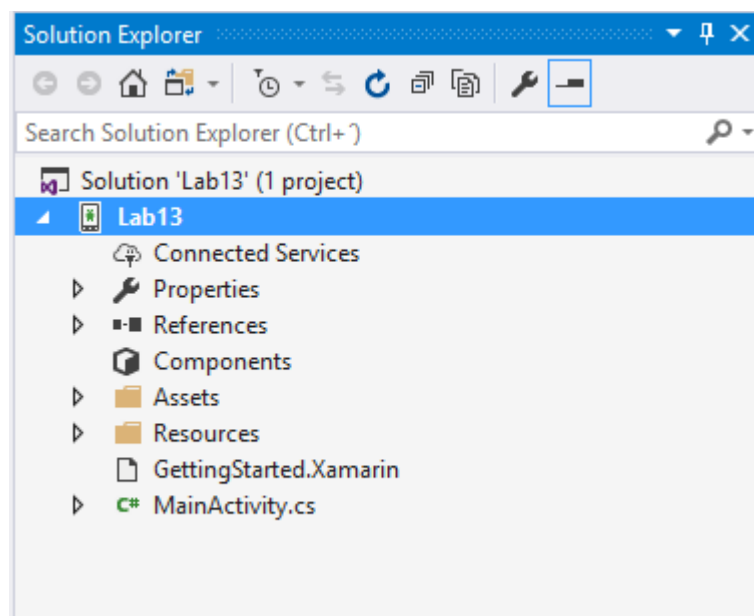 Solution Explorer
Search Solution Explorer (Ctrl+´)
Solution 'Lab13' (1 project)
Lab13
Connected Services
Properties
References
Components
Assets
Resources
GettingStarted.Xamarin
C# MainActivity.cs